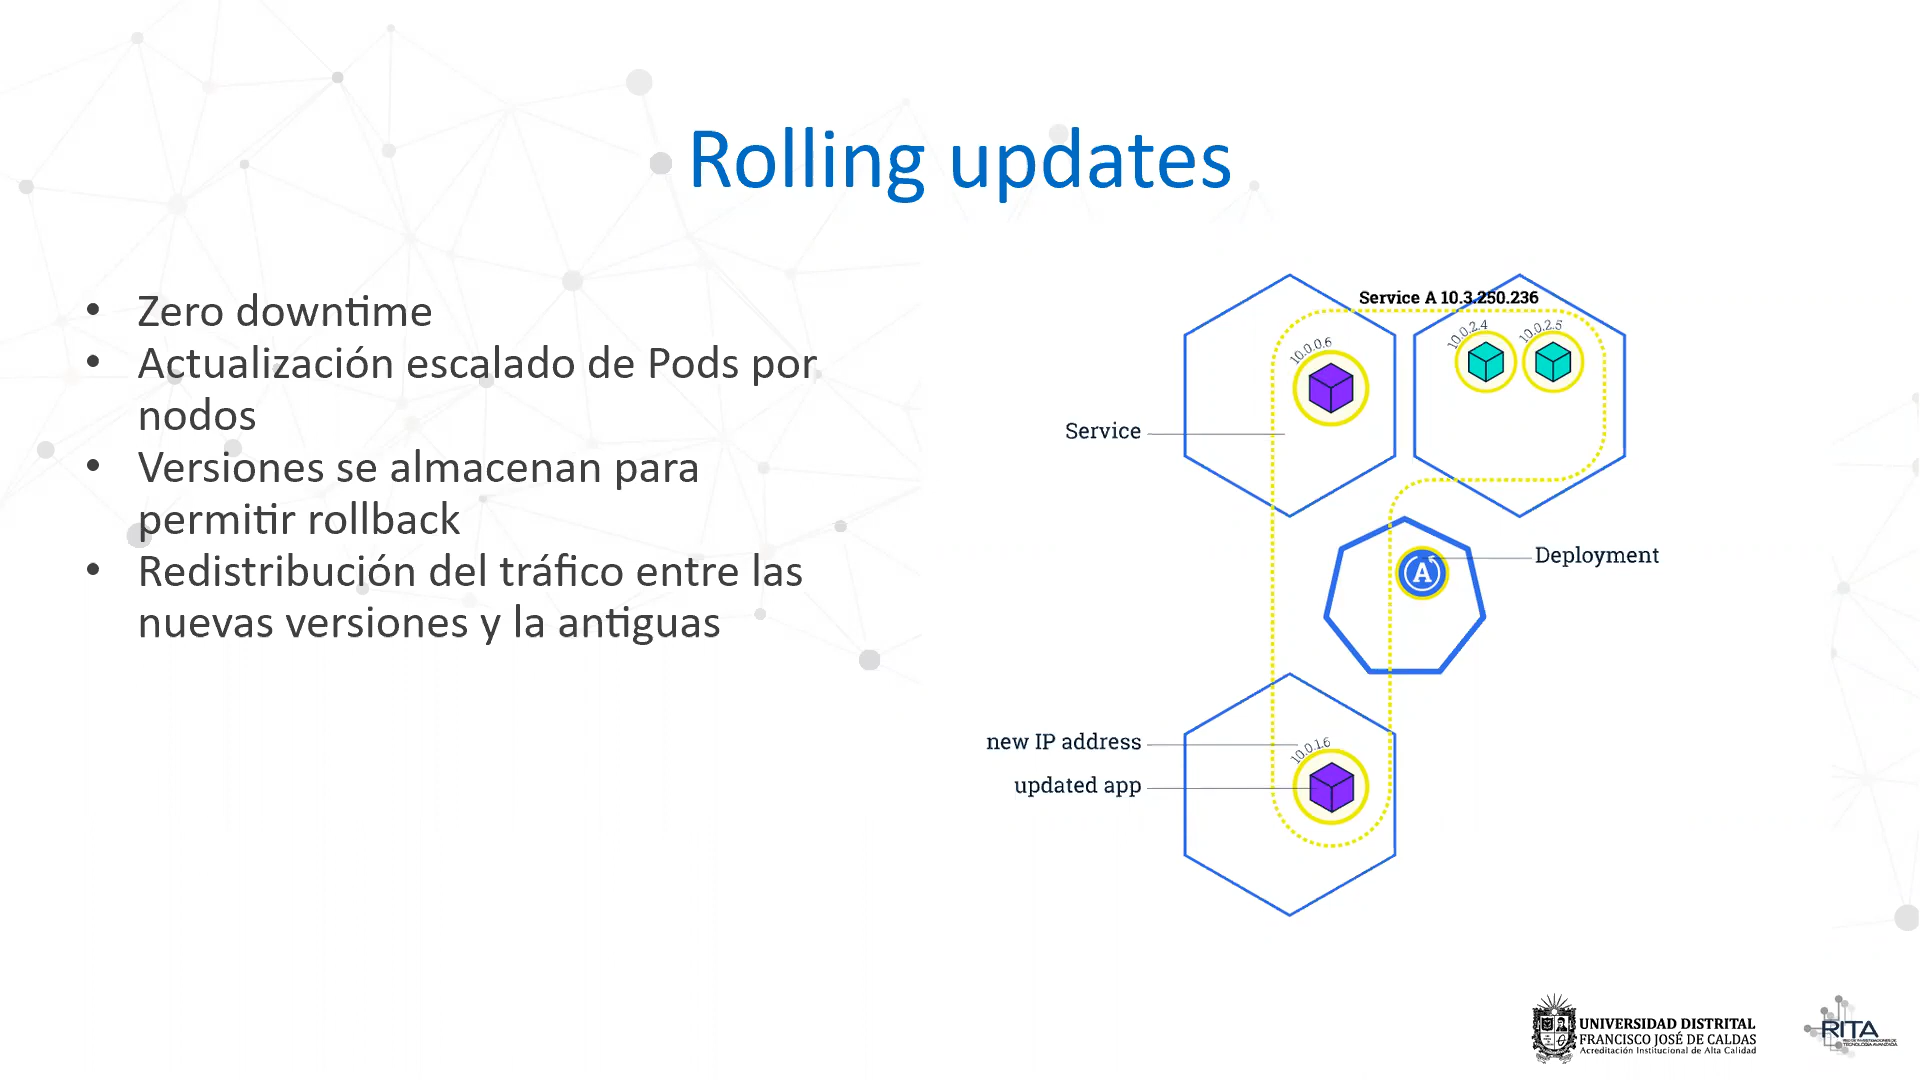 Rolling updates
• Zero downtime
• Actualización escalado de Pods por
nodos
• Versiones se almacenan para
permitir rollback
• Redistribución del tráfico entre las
nuevas versiones y la antiguas
Service A 10.3.250.236
10.0.0.6
10.0.2.4
10.0.2.5
Service
A
Deployment
new IP address
10.0.1.6
updated app
UNIVERSIDAD DISTRITAL
FRANCISCO JOSÉ DE CALDAS
Acreditación Institucional de Alta Calidad
RITA